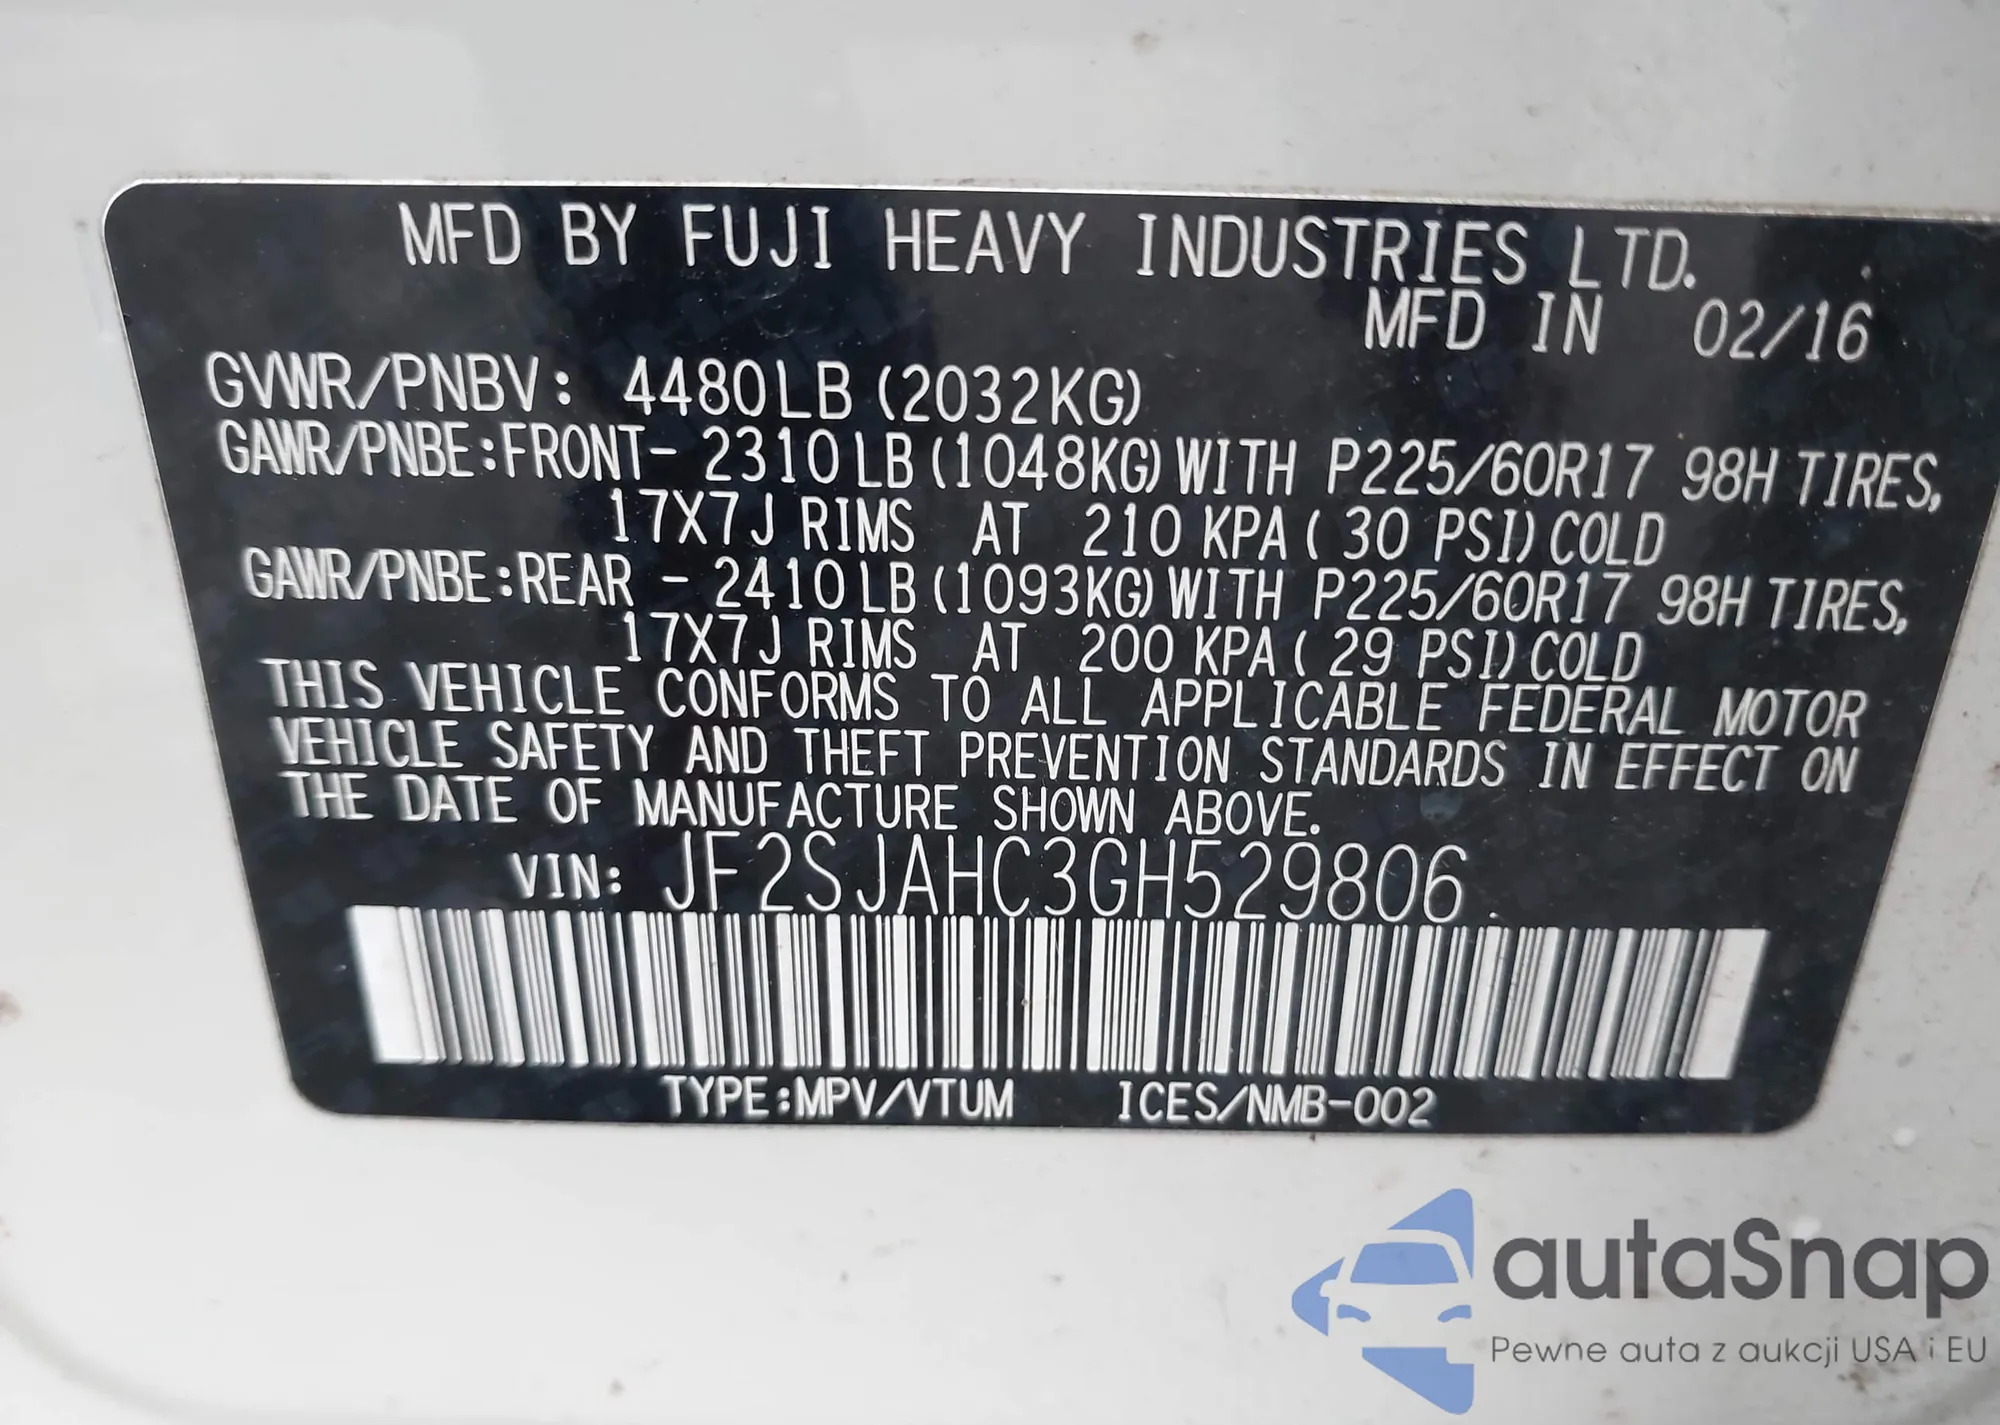 MFD BY FUJI HEAVY INDUSTRIES LTD.
MFD IN 02/16
GVWR/PNBV: 4480LB (2032KG)
GAWR/PNBE:FRONT- 2310LB(1048KG)WITH P225/60R17 98H TIRES,
17X7J RIMS AT 210 KPA( 30 PSI)COLD
GAWR/PNBE:REAR - 2410LB(1093KG)WITH P225/60R17 98H TIRES,
17X7J RIMS AT 200 KPA( 29 PSI)COLD
THIS VEHICLE CONFORMS TO ALL APPLICABLE FEDERAL MOTOR
VEHICLE SAFETY AND THEFT PREVENTION STANDARDS IN EFFECT ON
THE DATE OF MANUFACTURE SHOWN ABOVE.
VIN: JF2SJAHC3GH529806
TYPE:MPV/VTUM ICES/NMB-002
autaSnap
Pewne auta z aukcji USA i EU